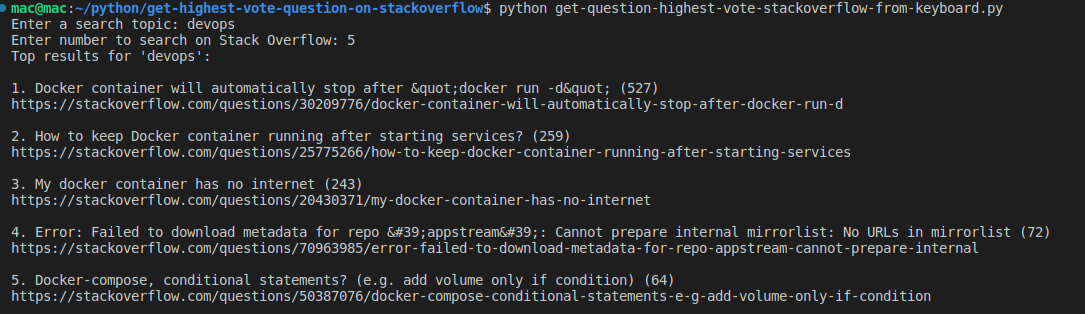 mac@mac:~/python/get-highest-vote-question-on-stackoverflow$ python get-question-highest-vote-stackoverflow-from-keyboard.py
Enter a search topic: devops
Enter number to search on Stack Overflow: 5
Top results for 'devops':
1. Docker container will automatically stop after &quot;docker run -d&quot; (527)
https://stackoverflow.com/questions/30209776/docker-container-will-automatically-stop-after-docker-run-d
2. How to keep Docker container running after starting services? (259)
https://stackoverflow.com/questions/25775266/how-to-keep-docker-container-running-after-starting-services
3. My docker container has no internet (243)
https://stackoverflow.com/questions/20430371/my-docker-container-has-no-internet
4. Error: Failed to download metadata for repo &#39;appstream&#39;: Cannot prepare internal mirrorlist: No URLs in mirrorlist (72)
https://stackoverflow.com/questions/70963985/error-failed-to-download-metadata-for-repo-appstream-cannot-prepare-internal
5. Docker-compose, conditional statements? (e.g. add volume only if condition) (64)
https://stackoverflow.com/questions/50387076/docker-compose-conditional-statements-e-g-add-volume-only-if-condition